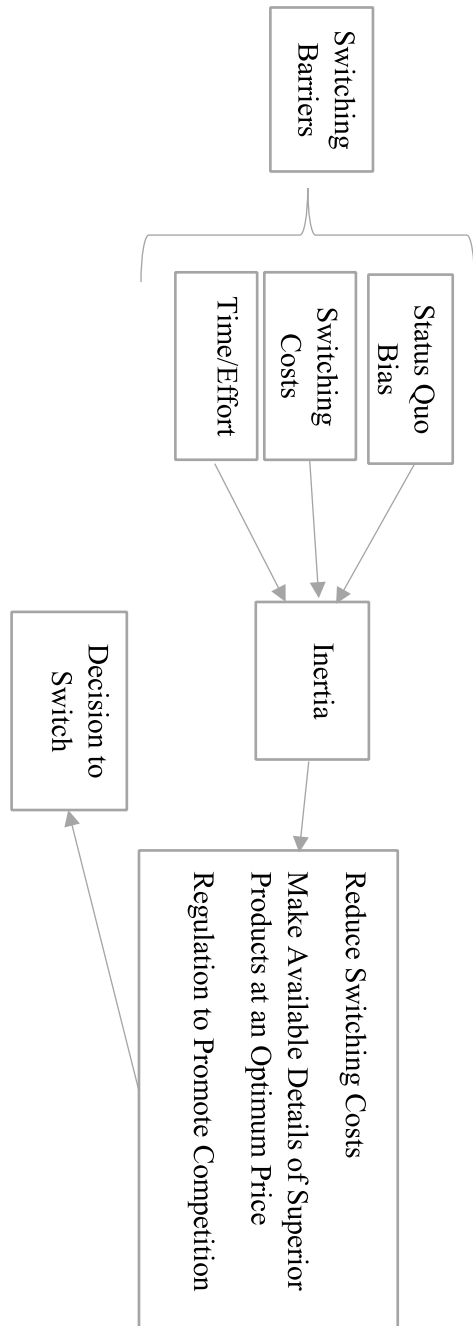 Switching
Barriers
Status Quo
Bias
Switching
Costs
Time/Effort
Inertia
Reduce Switching Costs
Make Available Details of Superior
Products at an Optimum Price
Regulation to Promote Competition
Decision to
Switch